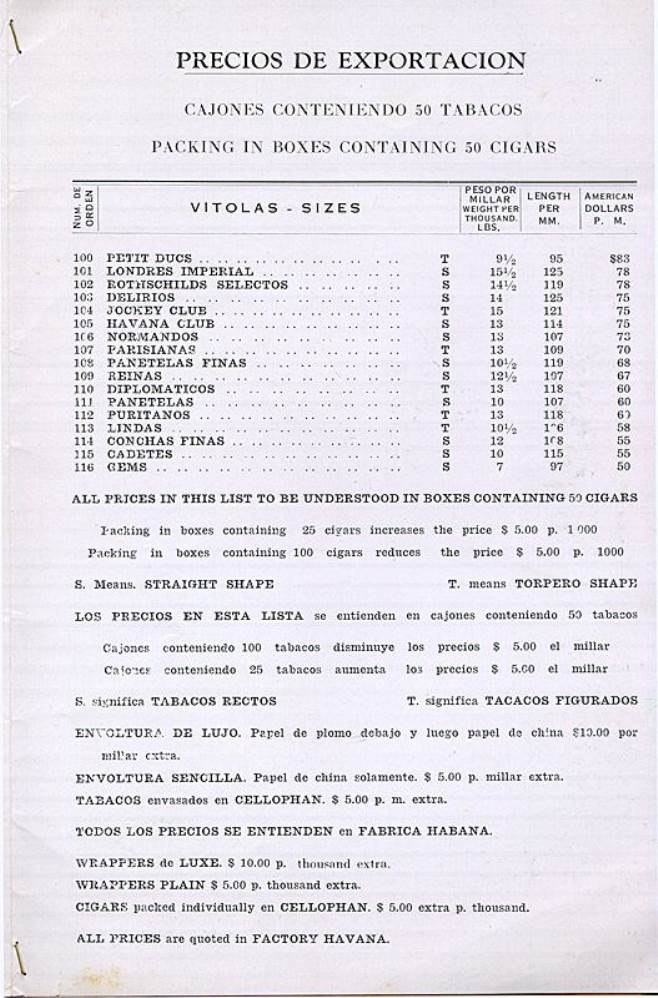 PRECIOS DE EXPORTACION
CAJONES CONTENIENDO 50 TABACOS
PACKING IN BOXES CONTAINING 50 CIGARS
NUM. DE ORDEN VITOLAS - SIZES PESO POR MILLAR WEIGHT PER THOUSAND. LBS. LENGTH PER MM. AMERICAN DOLLARS P. M.
100 PETIT DUCS T 9½ 95 $83
101 LONDRES IMPERIAL S 15½ 125 78
102 ROTHSCHILDS SELECTOS S 14½ 119 78
103 DELIRIOS S 14 125 75
104 JOCKEY CLUB T 15 121 75
105 HAVANA CLUB S 13 114 75
106 NORMANDOS S 13 107 73
107 PARISIANAS T 13 109 70
108 PANETELAS FINAS S 10½ 119 68
109 REINAS S 12½ 107 67
110 DIPLOMATICOS T 13 118 60
111 PANETELAS S 10 107 60
112 PURITANOS T 13 118 60
113 LINDAS T 10½ 58
114 CONCHAS FINAS S 12 108 55
115 CADETES S 10 115 55
116 GEMS S 7 97 50
ALL PRICES IN THIS LIST TO BE UNDERSTOOD IN BOXES CONTAINING 50 CIGARS
Packing in boxes containing 25 cigars increases the price $ 5.00 p. 1000
Packing in boxes containing 100 cigars reduces the price $ 5.00 p. 1000
S. Means. STRAIGHT SHAPE T. means TORPERO SHAPE
LOS PRECIOS EN ESTA LISTA se entienden en cajones conteniendo 50 tabacos
Cajones conteniendo 100 tabacos disminuye los precios $ 5.00 el millar
Cajones conteniendo 25 tabacos aumenta los precios $ 5.00 el millar
S. significa TABACOS RECTOS T. significa TACACOS FIGURADOS
ENVOLTURA DE LUJO. Papel de plomo debajo y luego papel de china $10.00 por
millar extra.
ENVOLTURA SENCILLA. Papel de china solamente. $ 5.00 p. millar extra.
TABACOS envasados en CELLOPHAN. $ 5.00 p. m. extra.
TODOS LOS PRECIOS SE ENTIENDEN en FABRICA HABANA.
WRAPPERS de LUXE. $ 10.00 p. thousand extra.
WRAPPERS PLAIN $ 5.00 p. thousand extra.
CIGARS packed individually en CELLOPHAN. $ 5.00 extra p. thousand.
ALL PRICES are quoted in FACTORY HAVANA.